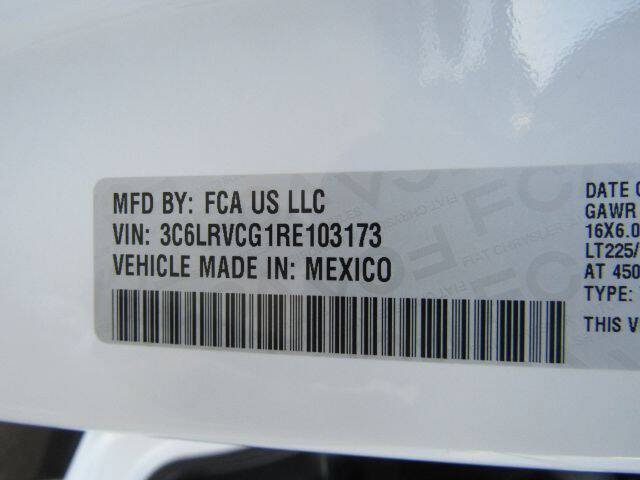 MFD BY: FCA US LLC
VIN: 3C6LRVCG1RE103173
VEHICLE MADE IN: MEXICO
DATE O
GAWR
16X6.0
LT225/
AT 450
TYPE:
THIS V